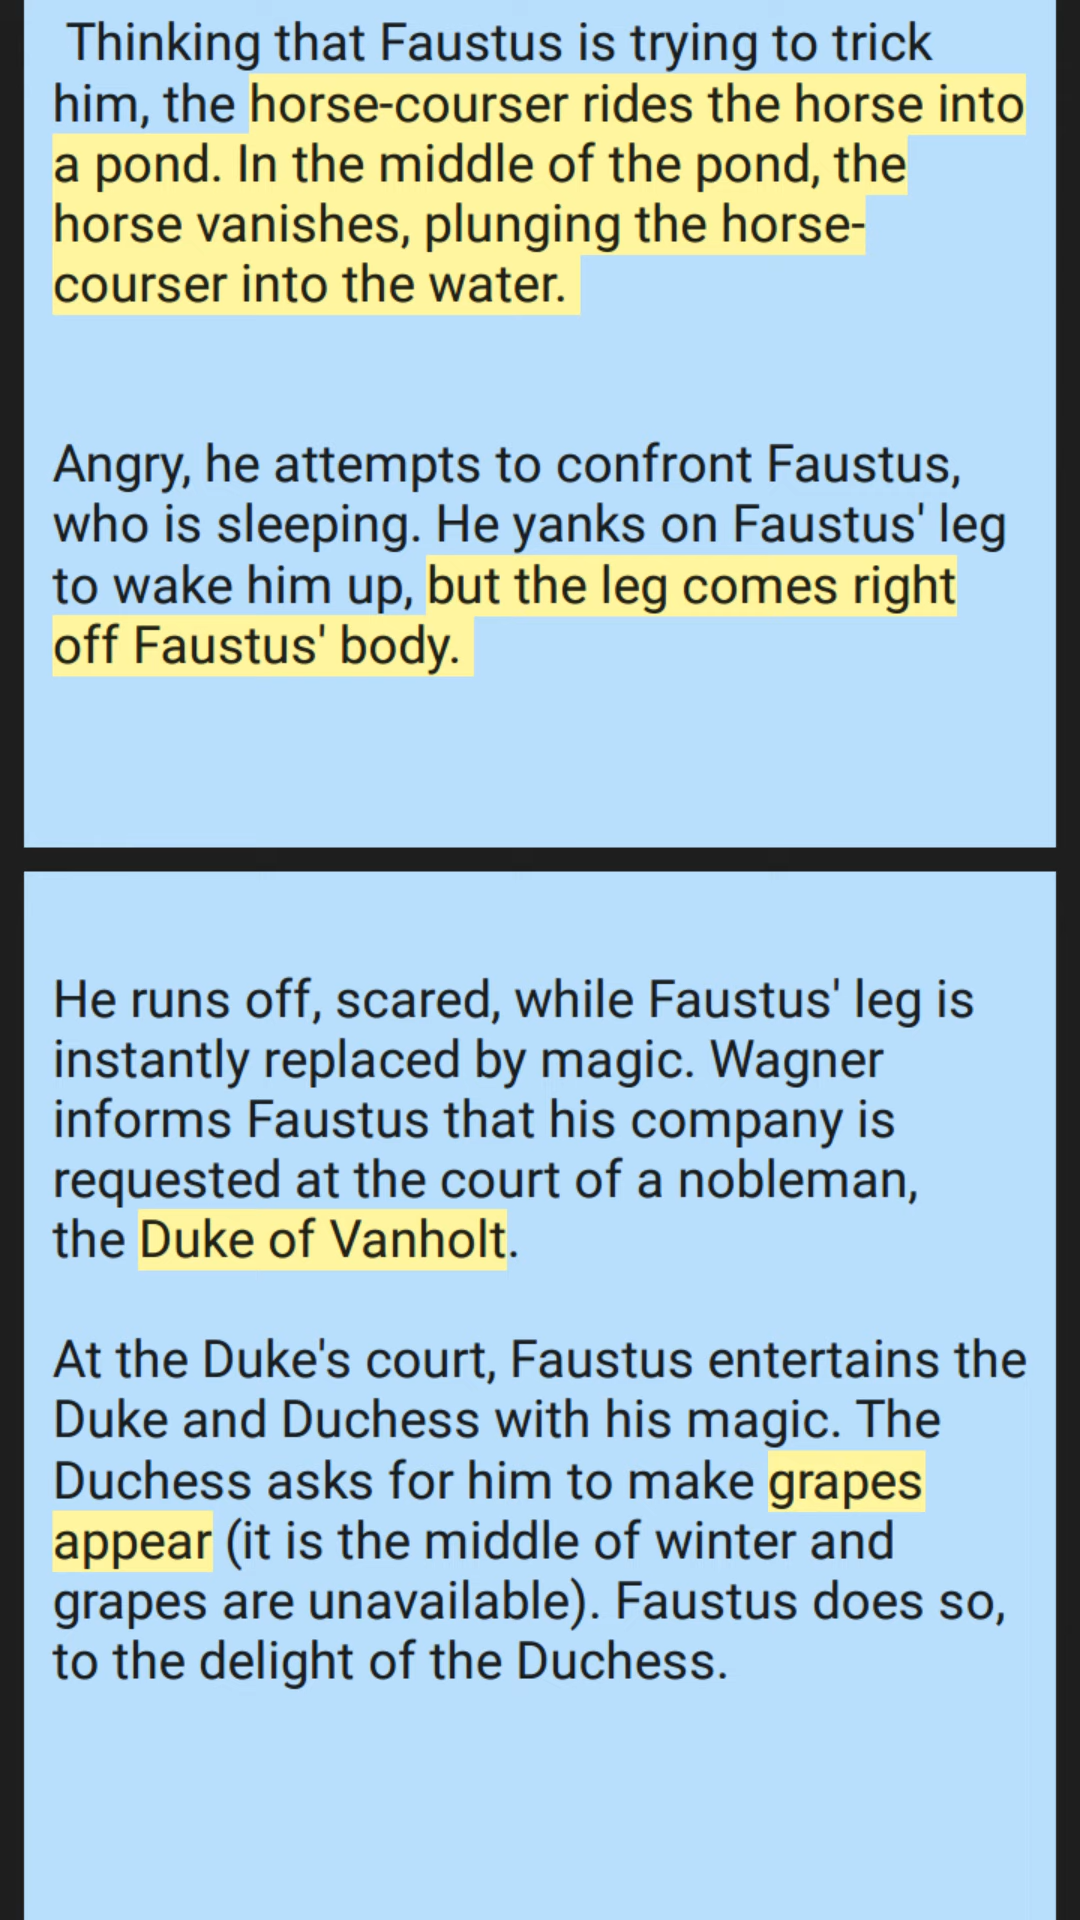 Thinking that Faustus is trying to trick
him, the horse-courser rides the horse into
a pond. In the middle of the pond, the
horse vanishes, plunging the horse-
courser into the water.
Angry, he attempts to confront Faustus,
who is sleeping. He yanks on Faustus' leg
to wake him up, but the leg comes right
off Faustus' body.
He runs off, scared, while Faustus' leg is
instantly replaced by magic. Wagner
informs Faustus that his company is
requested at the court of a nobleman,
the Duke of Vanholt.
At the Duke's court, Faustus entertains the
Duke and Duchess with his magic. The
Duchess asks for him to make grapes
appear (it is the middle of winter and
grapes are unavailable). Faustus does so,
to the delight of the Duchess.